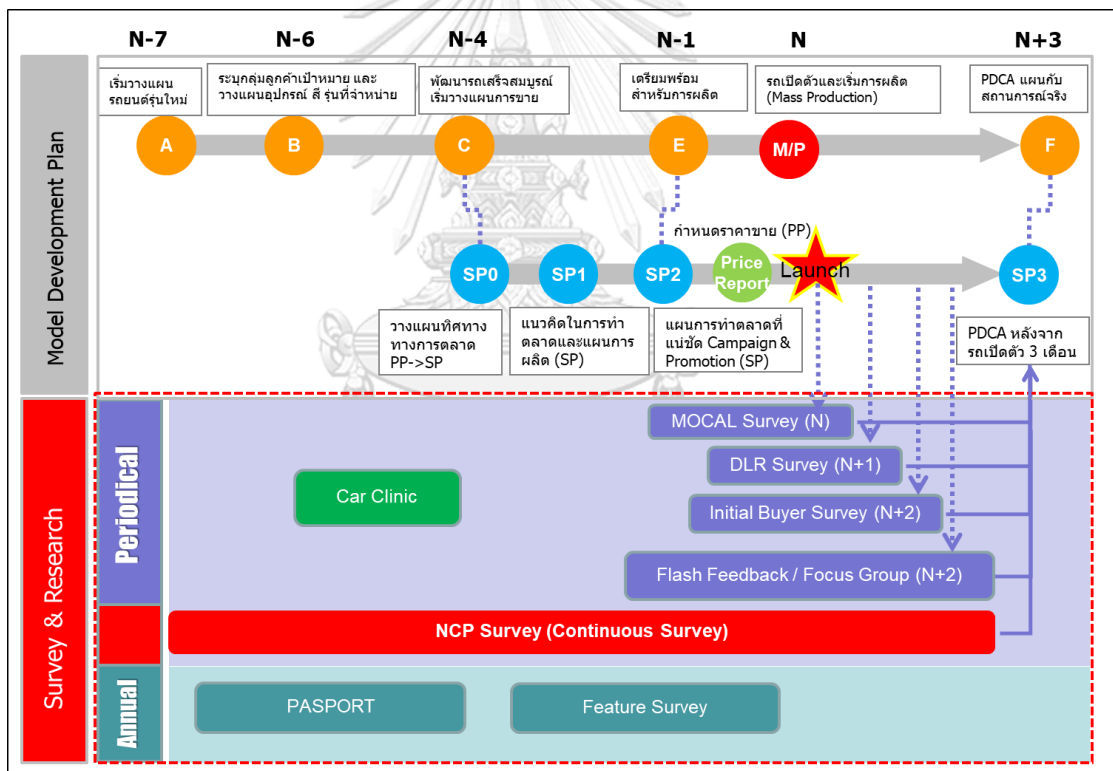 N-7
N-6
N-4
N-1
N
N+3
Model Development Plan
เริ่มวางแผน
รถยนต์รุ่นใหม่
ระบุกลุ่มลูกค้าเป้าหมาย และ
วางแผนอุปกรณ์ สี รุ่นที่จำหน่าย
พัฒนารถเสร็จสมบูรณ์
เริ่มวางแผนการขาย
เตรียมพร้อม
สำหรับการผลิต
รถเปิดตัวและเริ่มการผลิต
(Mass Production)
PDCA แผนกับ
สถานการณ์จริง
A
B
C
E
M/P
F
กำหนดราคาขาย (PP)
SP0
SP1
SP2
Price
Report
Launch
SP3
วางแผนทิศทาง
ทางการตลาด
PP->SP
แนวคิดในการทำ
ตลาดและแผนการ
ผลิต (SP)
แผนการทำตลาดที่
แน่ชัด Campaign &
Promotion (SP)
PDCA หลังจาก
รถเปิดตัว 3 เดือน
Survey & Research
Periodical
MOCAL Survey (N)
DLR Survey (N+1)
Car Clinic
Initial Buyer Survey (N+2)
Flash Feedback / Focus Group (N+2)
NCP Survey (Continuous Survey)
Annual
PASPORT
Feature Survey